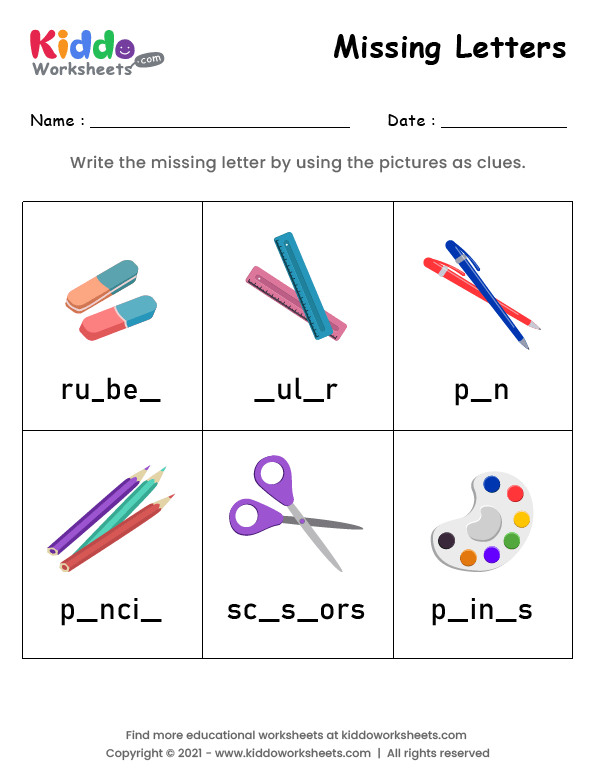 Kiddo
Worksheets.com
Missing Letters
Name : ____ Date : ____
Write the missing letter by using the pictures as clues.
ru_be_ _ul_r p_n
p_nci_ sc_s_ors p_in_s
Find more educational worksheets at kiddoworksheets.com
Copyright © 2021 - www.kiddoworksheets.com | All rights reserved